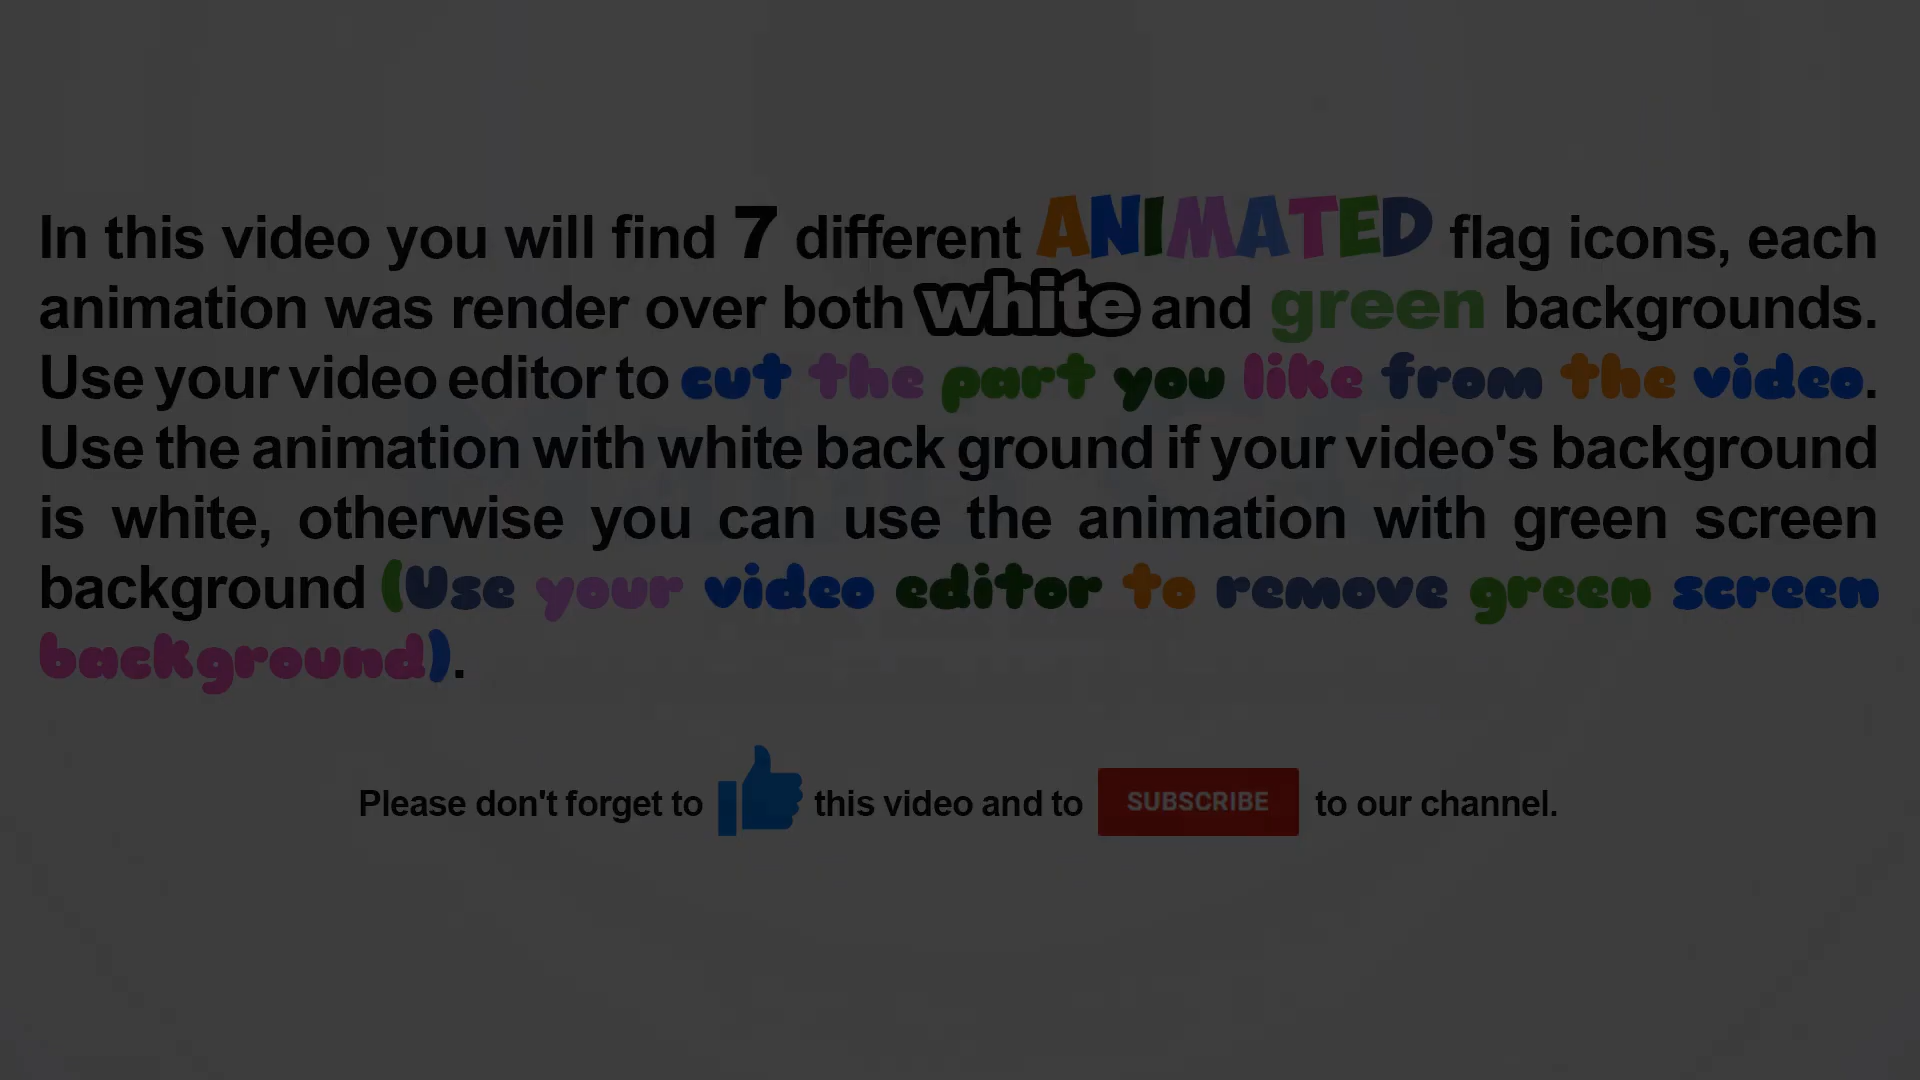 In this video you will find 7 different ANIMATED flag icons, each
animation was render over both white and green backgrounds.
Use your video editor to cut the part you like from the video.
Use the animation with white back ground if your video's background
is white, otherwise you can use the animation with green screen
background (Use your video editor to remove green screen
background).
Please don't forget to this video and to SUBSCRIBE to our channel.